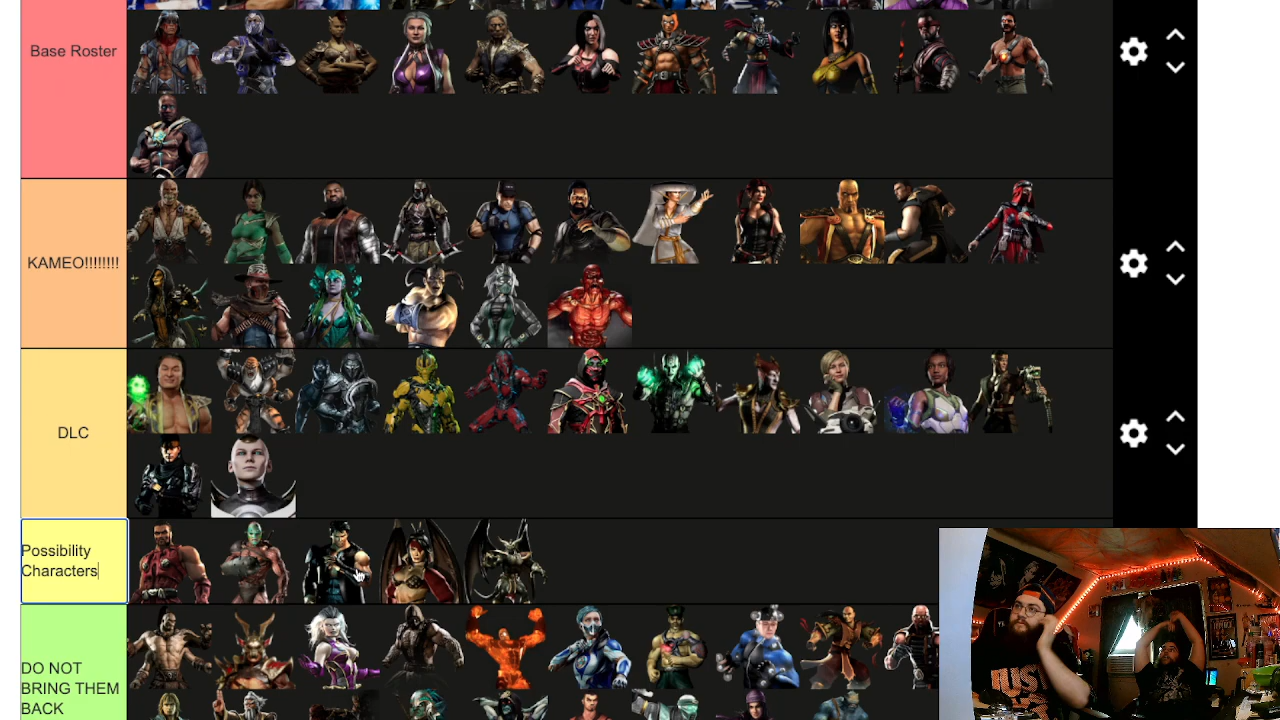 Base Roster
KAMEO!!!!!!!!
DLC
Possibility
Characters
DO NOT
BRING THEM
BACK